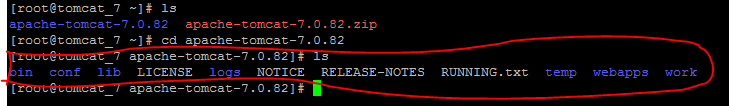 [root@tomcat_7 ~]# ls
apache-tomcat-7.0.82  apache-tomcat-7.0.82.zip
[root@tomcat_7 ~]# cd apache-tomcat-7.0.82
[root@tomcat_7 apache-tomcat-7.0.82]# ls
bin  conf  lib  LICENSE  logs  NOTICE  RELEASE-NOTES  RUNNING.txt  temp  webapps  work
[root@tomcat_7 apache-tomcat-7.0.82]#